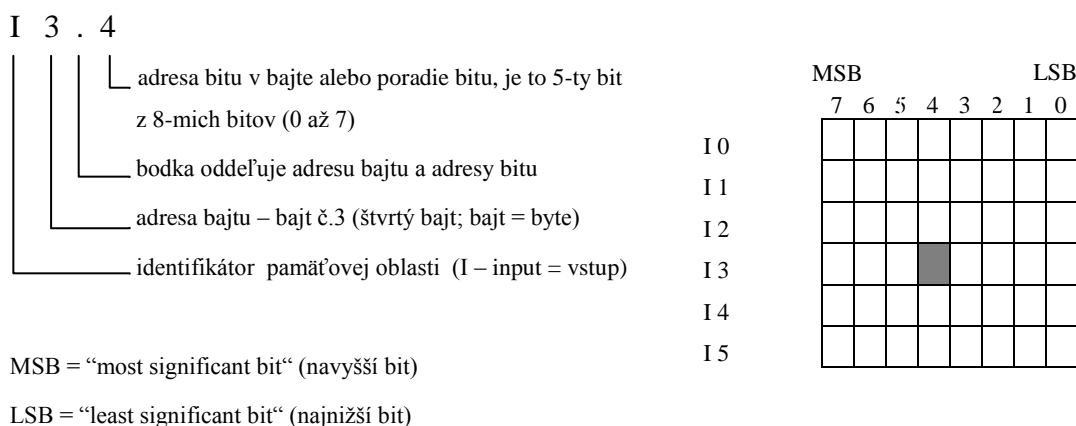 I 3 . 4
adresa bitu v bajte alebo poradie bitu, je to 5-ty bit
z 8-mich bitov (0 až 7)
bodka oddeľuje adresu bajtu a adresy bitu
adresa bajtu – bajt č.3 (štvrtý bajt; bajt = byte)
identifikátor pamäťovej oblasti (I – input = vstup)
MSB = “most significant bit“ (navyšší bit)
LSB = “least significant bit“ (najnižší bit)
MSB LSB
7 6 5 4 3 2 1 0
I 0
I 1
I 2
I 3
I 4
I 5